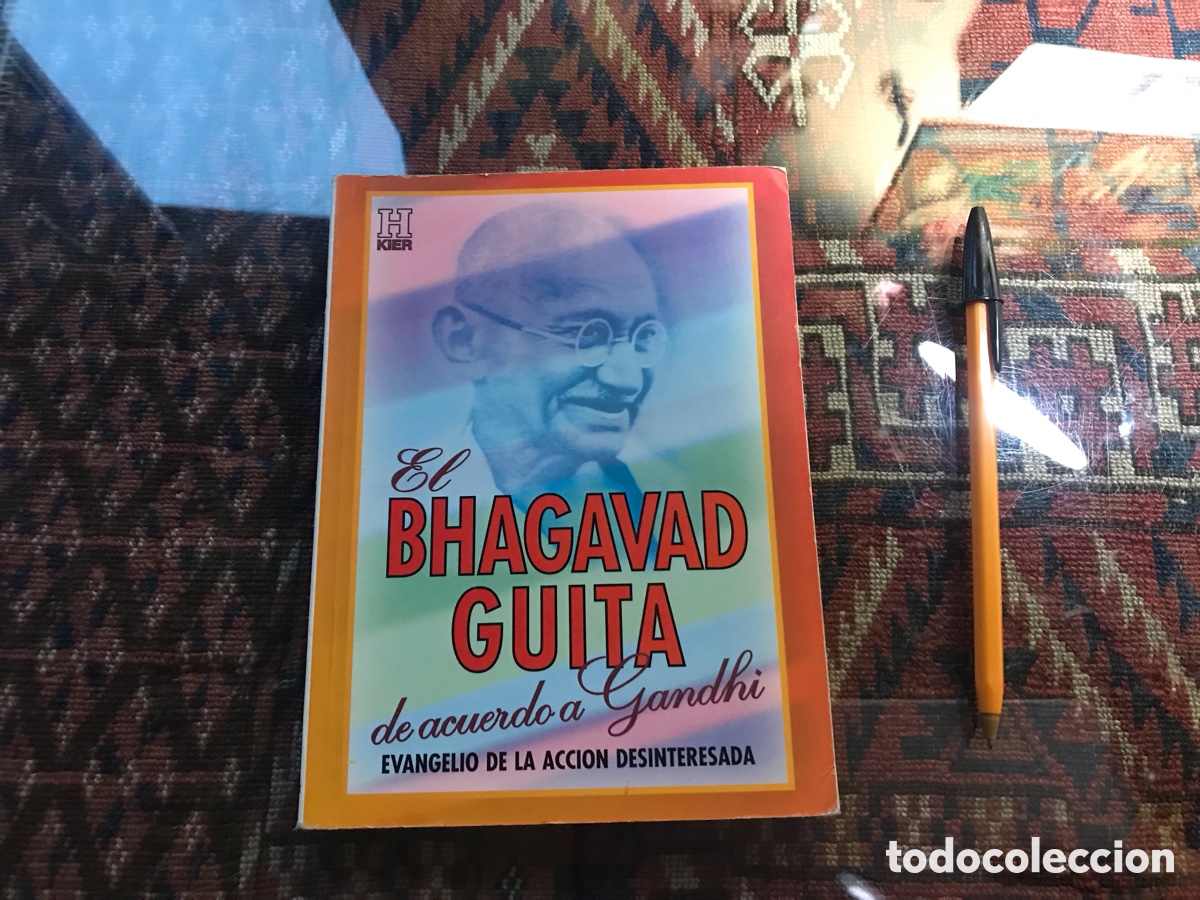 H
KIER
El
BHAGAVAD
GUITA
de acuerdo a Gandhi
EVANGELIO DE LA ACCION DESINTERESADA
todocoleccion